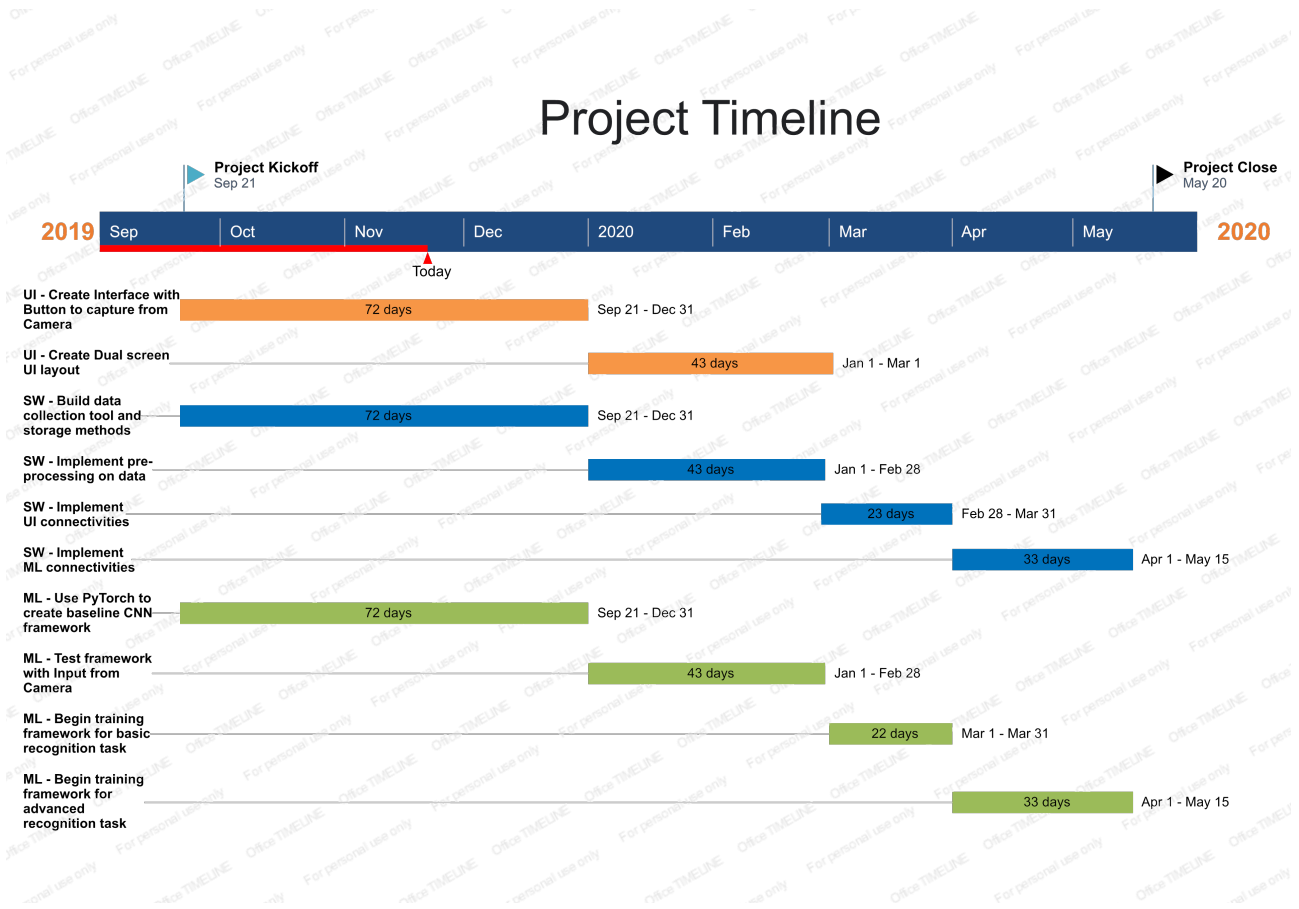 Project Timeline
Project Kickoff
Sep 21
Project Close
May 20
2019
Sep
Oct
Nov
Dec
2020
Feb
Mar
Apr
May
2020
Today
UI - Create Interface with
Button to capture from
Camera
72 days
Sep 21 - Dec 31
UI - Create Dual screen
UI layout
43 days
Jan 1 - Mar 1
SW - Build data
collection tool and
storage methods
72 days
Sep 21 - Dec 31
SW - Implement pre-
processing on data
43 days
Jan 1 - Feb 28
SW - Implement
UI connectivities
23 days
Feb 28 - Mar 31
SW - Implement
ML connectivities
33 days
Apr 1 - May 15
ML - Use PyTorch to
create baseline CNN
framework
72 days
Sep 21 - Dec 31
ML - Test framework
with Input from
Camera
43 days
Jan 1 - Feb 28
ML - Begin training
framework for basic
recognition task
22 days
Mar 1 - Mar 31
ML - Begin training
framework for
advanced
recognition task
33 days
Apr 1 - May 15
For personal use only
Office TIMELINE